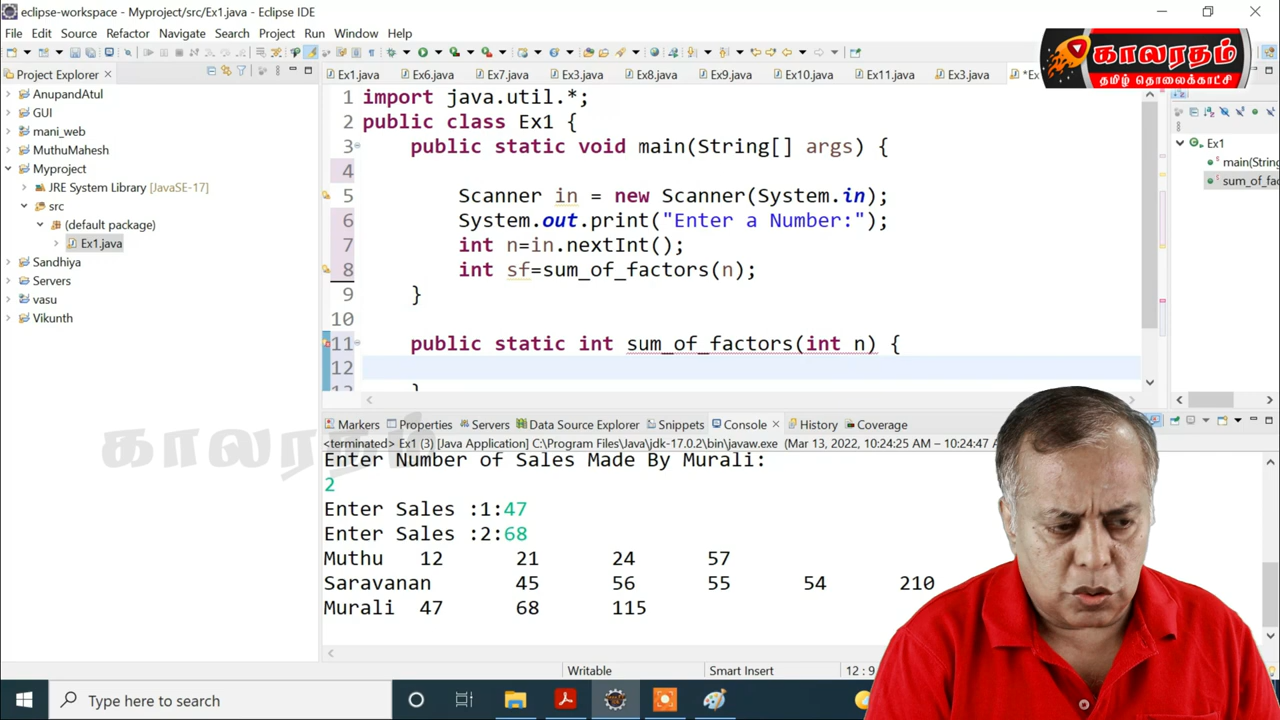 eclipse-workspace - Myproject/src/Ex1.java - Eclipse IDE
File Edit Source Refactor Navigate Search Project Run Window Help
காலரதம்
தமிழ் தொலைக்காட்சி
Project Explorer
Ex1.java Ex6.java Ex7.java Ex3.java Ex8.java Ex9.java Ex10.java Ex11.java Ex3.java
AnupandAtul
GUI
mani_web
MuthuMahesh
Myproject
JRE System Library [JavaSE-17]
src
(default package)
Ex1.java
Sandhiya
Servers
vasu
Vikunth
1 import java.util.*;
2 public class Ex1 {
3 public static void main(String[] args) {
4
5 Scanner in = new Scanner(System.in);
6 System.out.print("Enter a Number:");
7 int n=in.nextInt();
8 int sf=sum_of_factors(n);
9 }
10
11 public static int sum_of_factors(int n) {
12
}
Ex1
main(String
sum_of_fac
காலரதம்
Markers Properties Servers Data Source Explorer Snippets Console History Coverage
<terminated> Ex1 (3) [Java Application] C:\Program Files\Java\jdk-17.0.2\bin\javaw.exe (Mar 13, 2022, 10:24:25 AM – 10:24:47
Enter Number of Sales Made By Murali:
2
Enter Sales :1:47
Enter Sales :2:68
Muthu 12 21 24 57
Saravanan 45 56 55 54 210
Murali 47 68 115
Writable Smart Insert 12 : 9
Type here to search